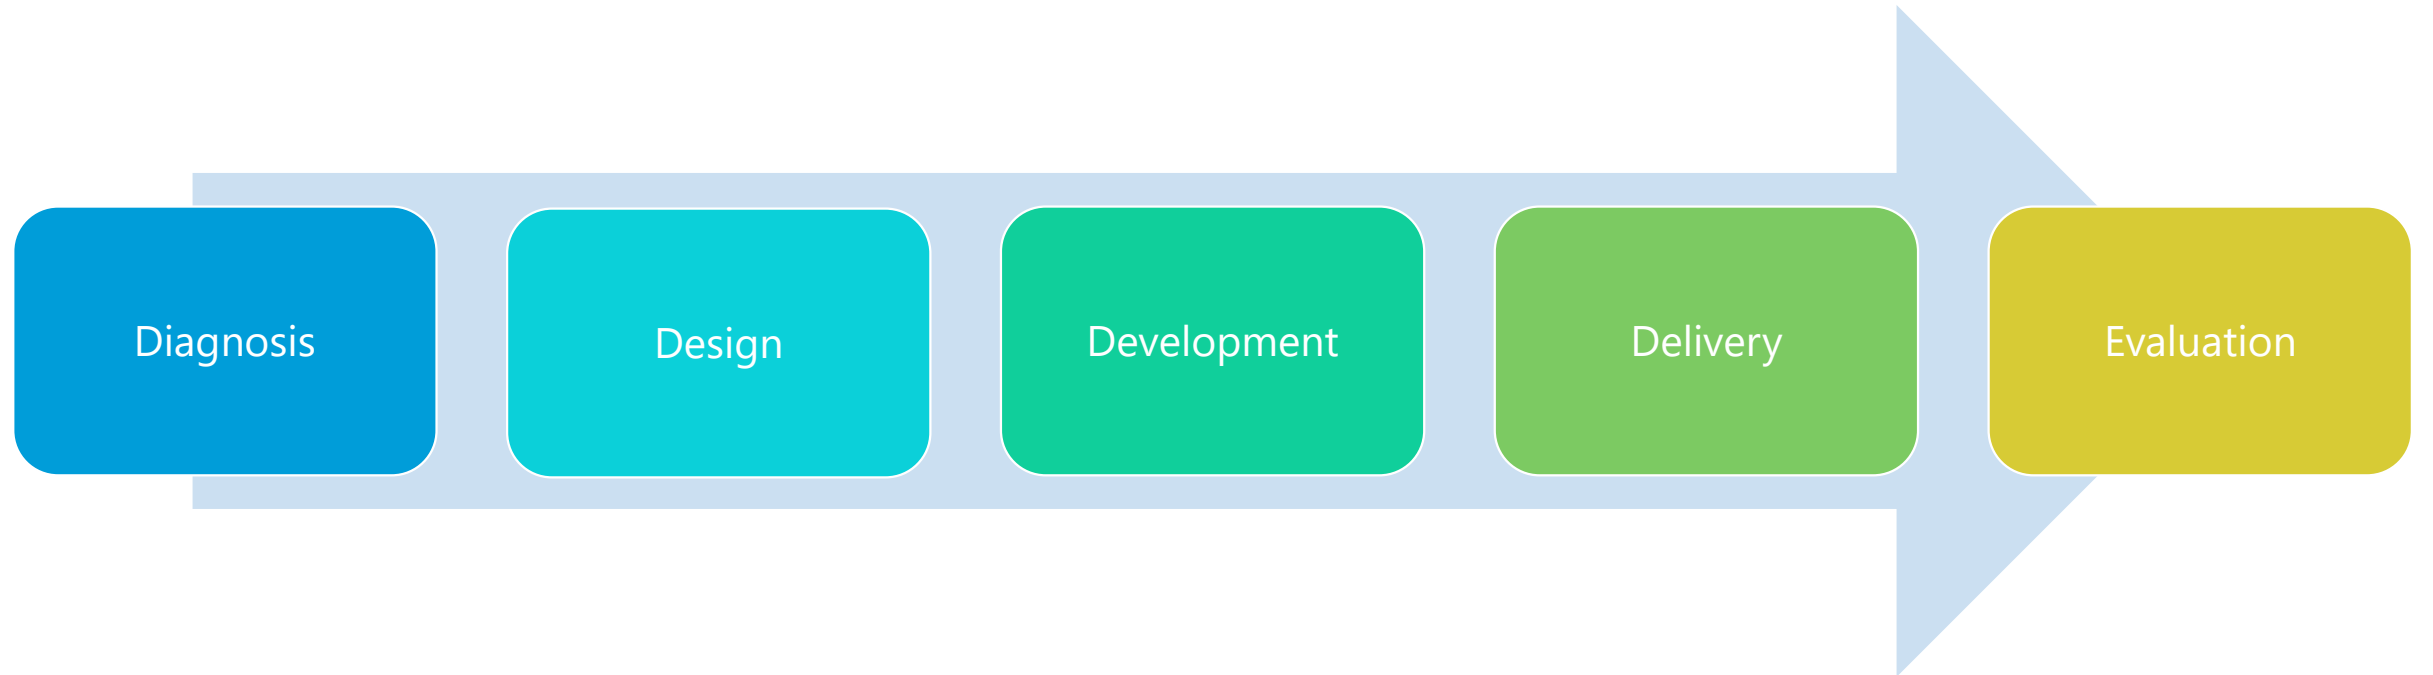 Diagnosis
Design
Development
Delivery
Evaluation